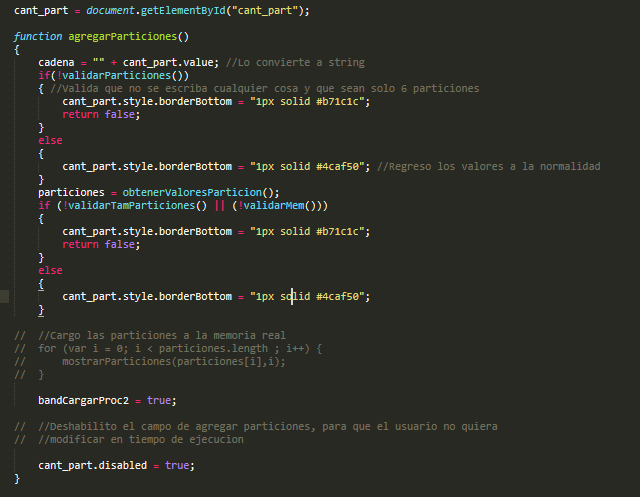 cant_part = document.getElementById("cant_part");
function agregarParticiones()
{
cadena = "" + cant_part.value; //Lo convierte a string
if(!validarParticiones())
{ //Valida que no se escriba cualquier cosa y que sean solo 6 particiones
cant_part.style.borderBottom = "1px solid #b71c1c";
return false;
}
else
{
cant_part.style.borderBottom = "1px solid #4caf50"; //Regreso los valores a la normalidad
}
particiones = obtenerValoresParticion();
if (!validarTamParticiones() || (!validarMem()))
{
cant_part.style.borderBottom = "1px solid #b71c1c";
return false;
}
else
{
cant_part.style.borderBottom = "1px solid #4caf50";
}
// //Cargo las particiones a la memoria real
// for (var i = 0; i < particiones.length ; i++) {
// mostrarParticiones(particiones[i],i);
// }
bandCargarProc2 = true;
// //Deshabilito el campo de agregar particiones, para que el usuario no quiera
// //modificar en tiempo de ejecucion
cant_part.disabled = true;
}